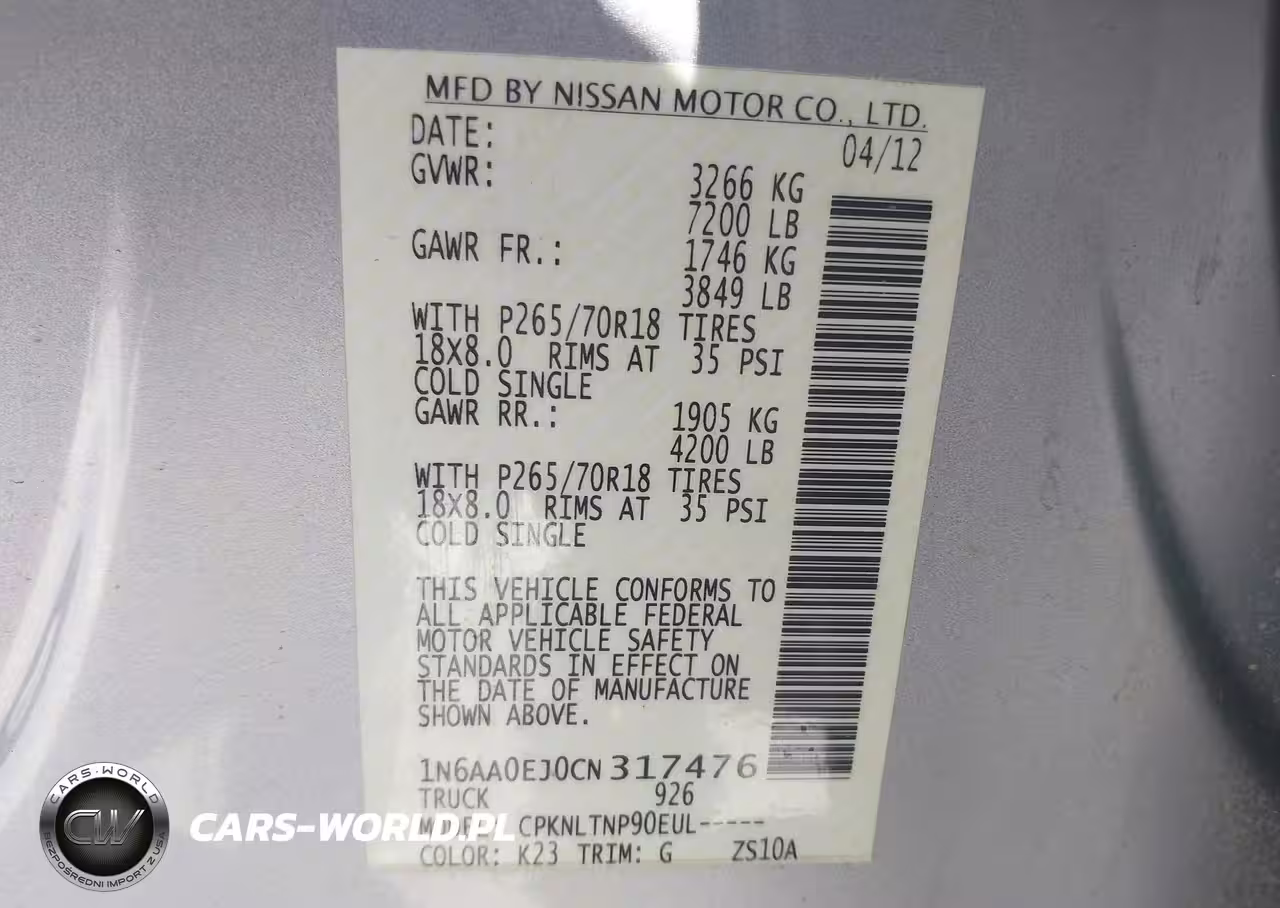 MFD BY NISSAN MOTOR CO., LTD.
DATE: 04/12
GVWR: 3266 KG
7200 LB
GAWR FR.: 1746 KG
3849 LB
WITH P265/70R18 TIRES
18X8.0 RIMS AT 35 PSI
COLD SINGLE
GAWR RR.: 1905 KG
4200 LB
WITH P265/70R18 TIRES
18X8.0 RIMS AT 35 PSI
COLD SINGLE
THIS VEHICLE CONFORMS TO
ALL APPLICABLE FEDERAL
MOTOR VEHICLE SAFETY
STANDARDS IN EFFECT ON
THE DATE OF MANUFACTURE
SHOWN ABOVE.
1N6AA0EJ0CN317476
TRUCK 926
CPKNLTNP90EUL-----
COLOR: K23 TRIM: G ZS10A
CARS-WORLD
CW
BEZPOŚREDNI IMPORT Z USA
CARS-WORLD.PL